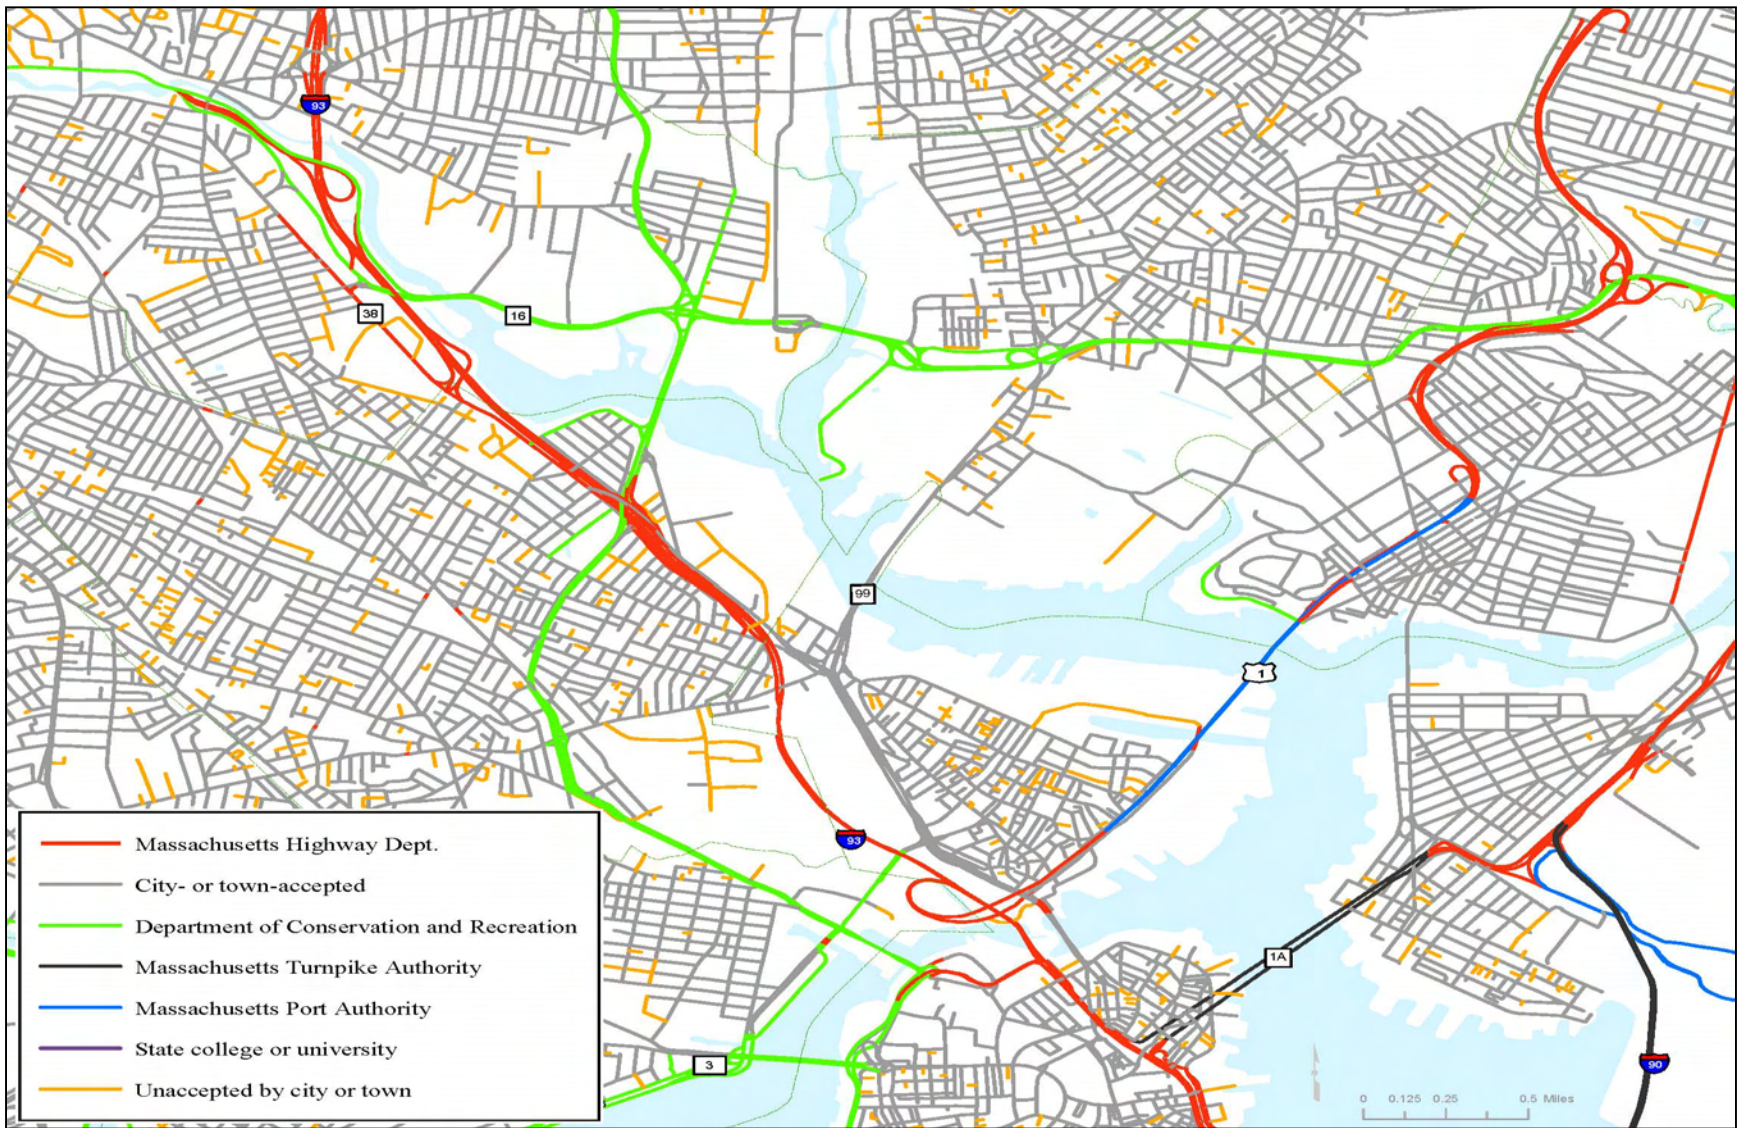 93
38
16
99
1
93
1A
3
90
Massachusetts Highway Dept.
City- or town-accepted
Department of Conservation and Recreation
Massachusetts Turnpike Authority
Massachusetts Port Authority
State college or university
Unaccepted by city or town
0 0.125 0.25 0.5 Miles